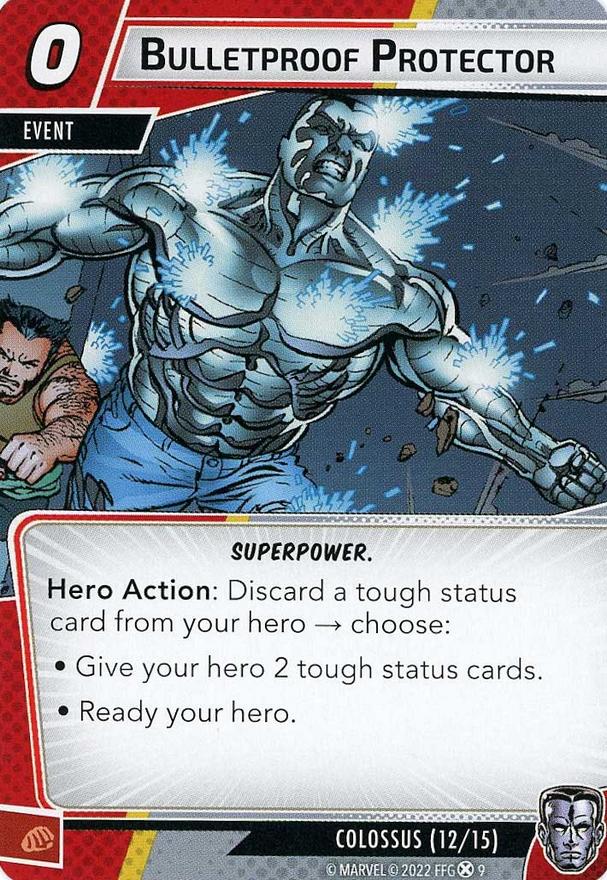 0
BULLETPROOF PROTECTOR
EVENT
SUPERPOWER.
Hero Action: Discard a tough status
card from your hero → choose:
• Give your hero 2 tough status cards.
• Ready your hero.
COLOSSUS (12/15)
© MARVEL © 2022 FFG 9